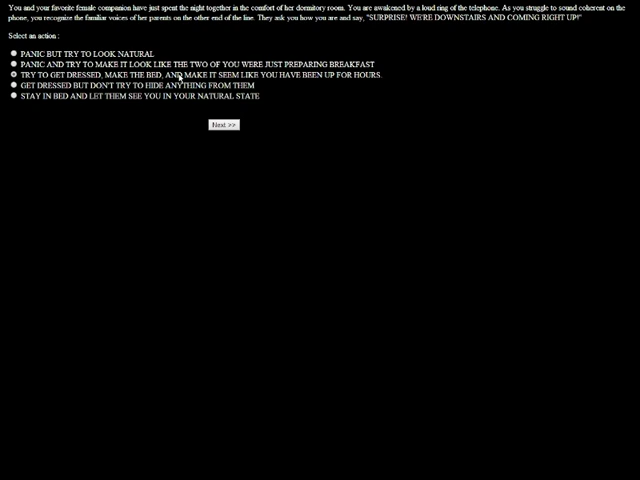 You and your favorite female companion have just spent the night together in the comfort of her dormitory room. You are awakened by a loud ring of the telephone. As you struggle to sound coherent on the
phone, you recognize the familiar voices of her parents on the other end of the line. They ask you how you are and say, "SURPRISE! WE'RE DOWNSTAIRS AND COMING RIGHT UP!"
Select an action :
PANIC BUT TRY TO LOOK NATURAL
PANIC AND TRY TO MAKE IT LOOK LIKE THE TWO OF YOU WERE JUST PREPARING BREAKFAST
TRY TO GET DRESSED, MAKE THE BED, AND MAKE IT SEEM LIKE YOU HAVE BEEN UP FOR HOURS.
GET DRESSED BUT DON'T TRY TO HIDE ANYTHING FROM THEM
STAY IN BED AND LET THEM SEE YOU IN YOUR NATURAL STATE
Next >>